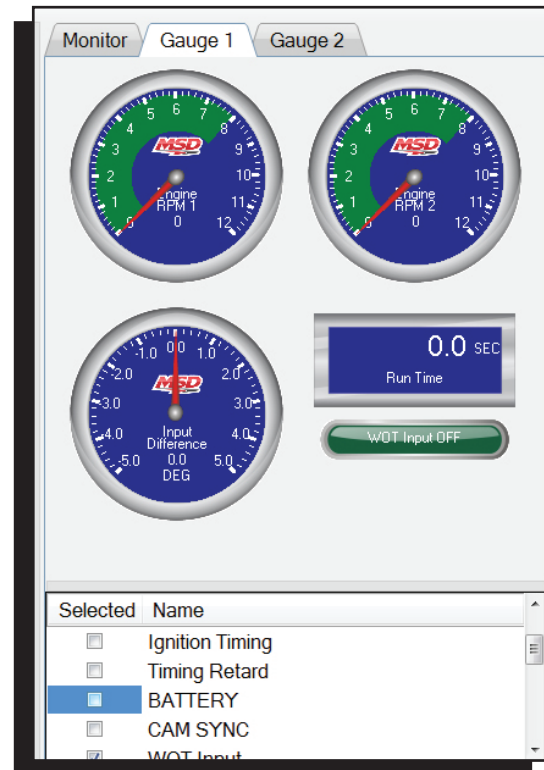 Monitor Gauge 1 Gauge 2
0 1 2 3 4 5 6 7 8 9 10 11 12
MSD
Engine
RPM 1
0
0 1 2 3 4 5 6 7 8 9 10 11 12
MSD
Engine
RPM 2
0
-5.0 -4.0 -3.0 -2.0 -1.0 0.0 1.0 2.0 3.0 4.0 5.0
MSD
Input
Difference
0.0
DEG
0.0 SEC
Run Time
WOT Input OFF
Selected Name
Ignition Timing
Timing Retard
BATTERY
CAM SYNC
WOT Input